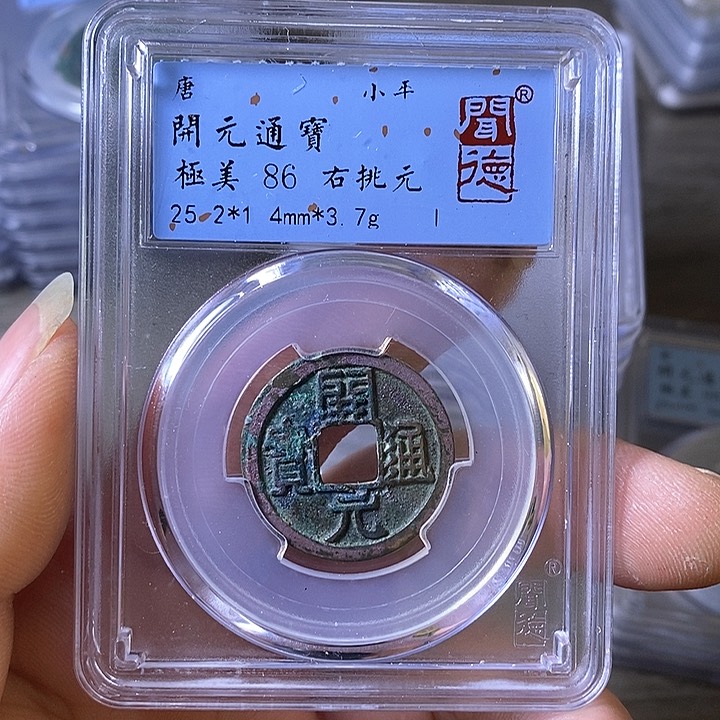 唐 小平
開元通寶
極美 86 右挑元
25.2*1.4mm*3.7g
聞德®
開元通寶
聞德®